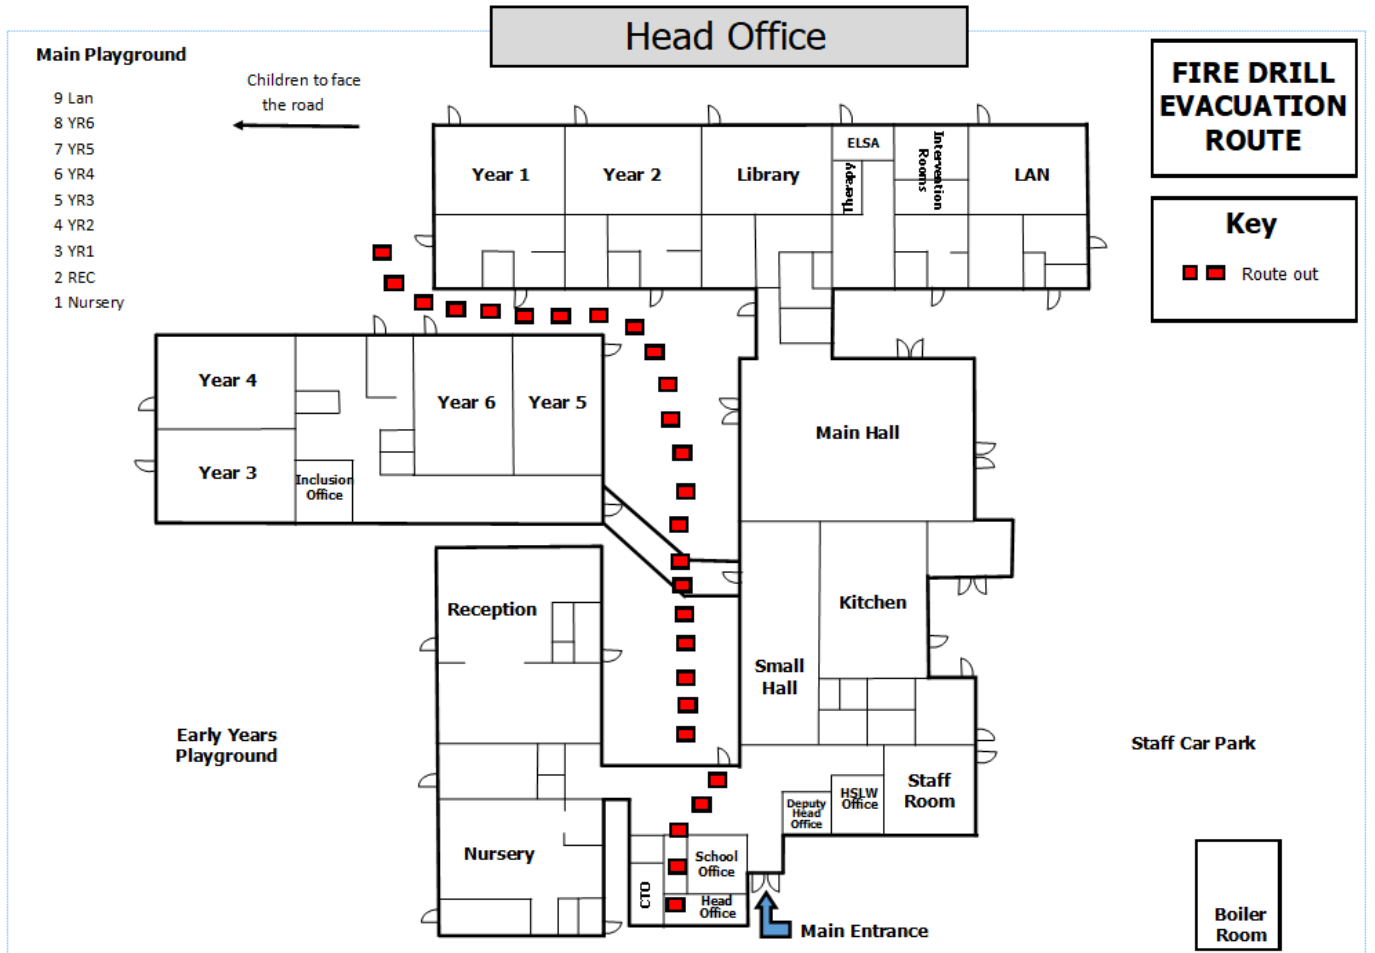 Head Office
Main Playground
Children to face
the road
9 Lan
8 YR6
7 YR5
6 YR4
5 YR3
4 YR2
3 YR1
2 REC
1 Nursery
FIRE DRILL
EVACUATION
ROUTE
Key
Route out
Year 1
Year 2
Library
ELSA
Therapy
Intervention
Rooms
LAN
Year 4
Year 3
Inclusion
Office
Year 6
Year 5
Main Hall
Reception
Kitchen
Small
Hall
Early Years
Playground
Staff Car Park
Staff
Room
HSLW
Office
Deputy
Head
Office
Nursery
School
Office
CTO
Head
Office
Main Entrance
Boiler
Room